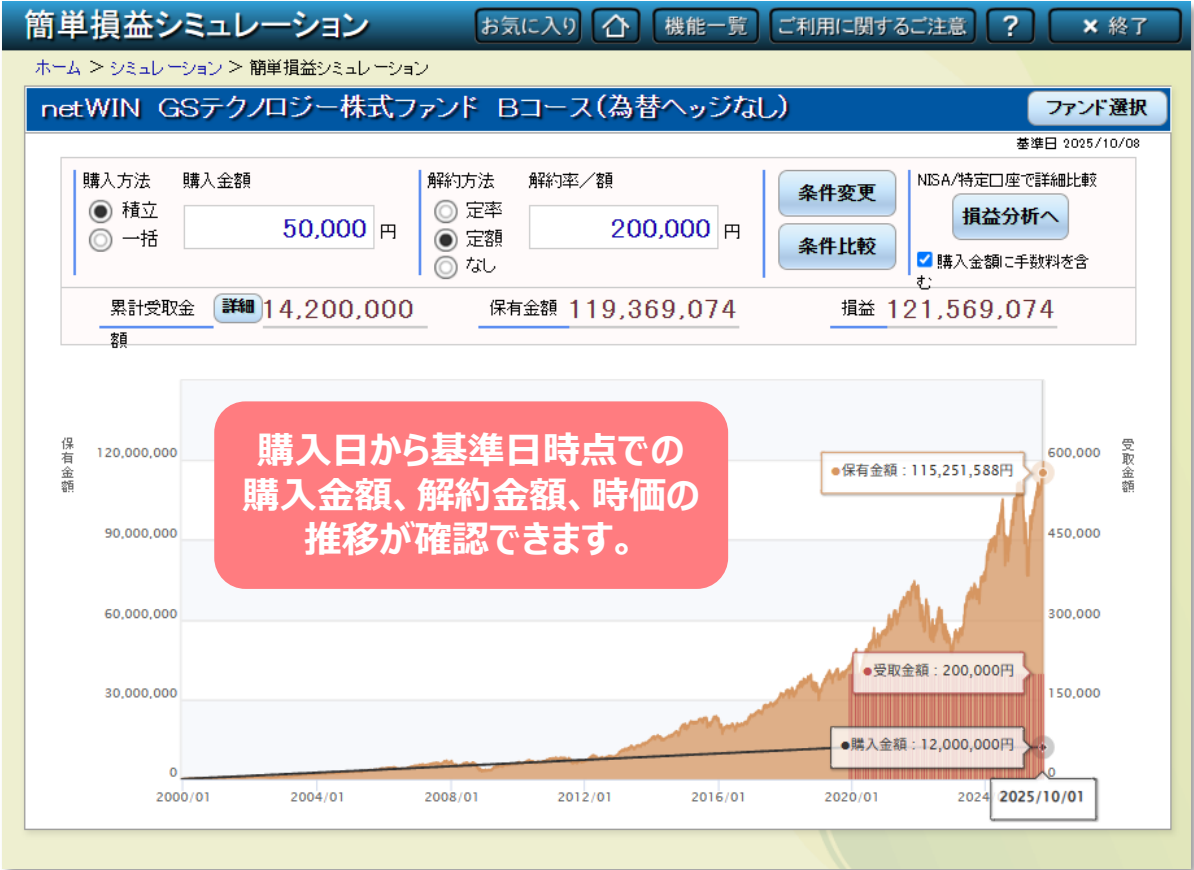 簡単損益シミュレーション
お気に入り 機能一覧 ご利用に関するご注意 ? × 終了
ホーム > シミュレーション > 簡単損益シミュレーション
netWIN GSテクノロジー株式ファンド Bコース(為替ヘッジなし) ファンド選択
基準日 2025/10/08
購入方法 購入金額 解約方法 解約率/額 NISA/特定口座で詳細比較
積立 50,000 円 定率 200,000 円 条件変更 損益分析へ
一括 定額 条件比較
なし 購入金額に手数料を含
む
累計受取金 詳細 14,200,000 保有金額 119,369,074 損益 121,569,074
額
購入日から基準日時点での
購入金額、解約金額、時価の
推移が確認できます。
保有金額
受取金額
120,000,000 600,000
●保有金額:115,251,588円
90,000,000 450,000
60,000,000 300,000
●受取金額:200,000円
30,000,000 150,000
●購入金額:12,000,000円
0 0
2000/01 2004/01 2008/01 2012/01 2016/01 2020/01 2024 2025/10/01